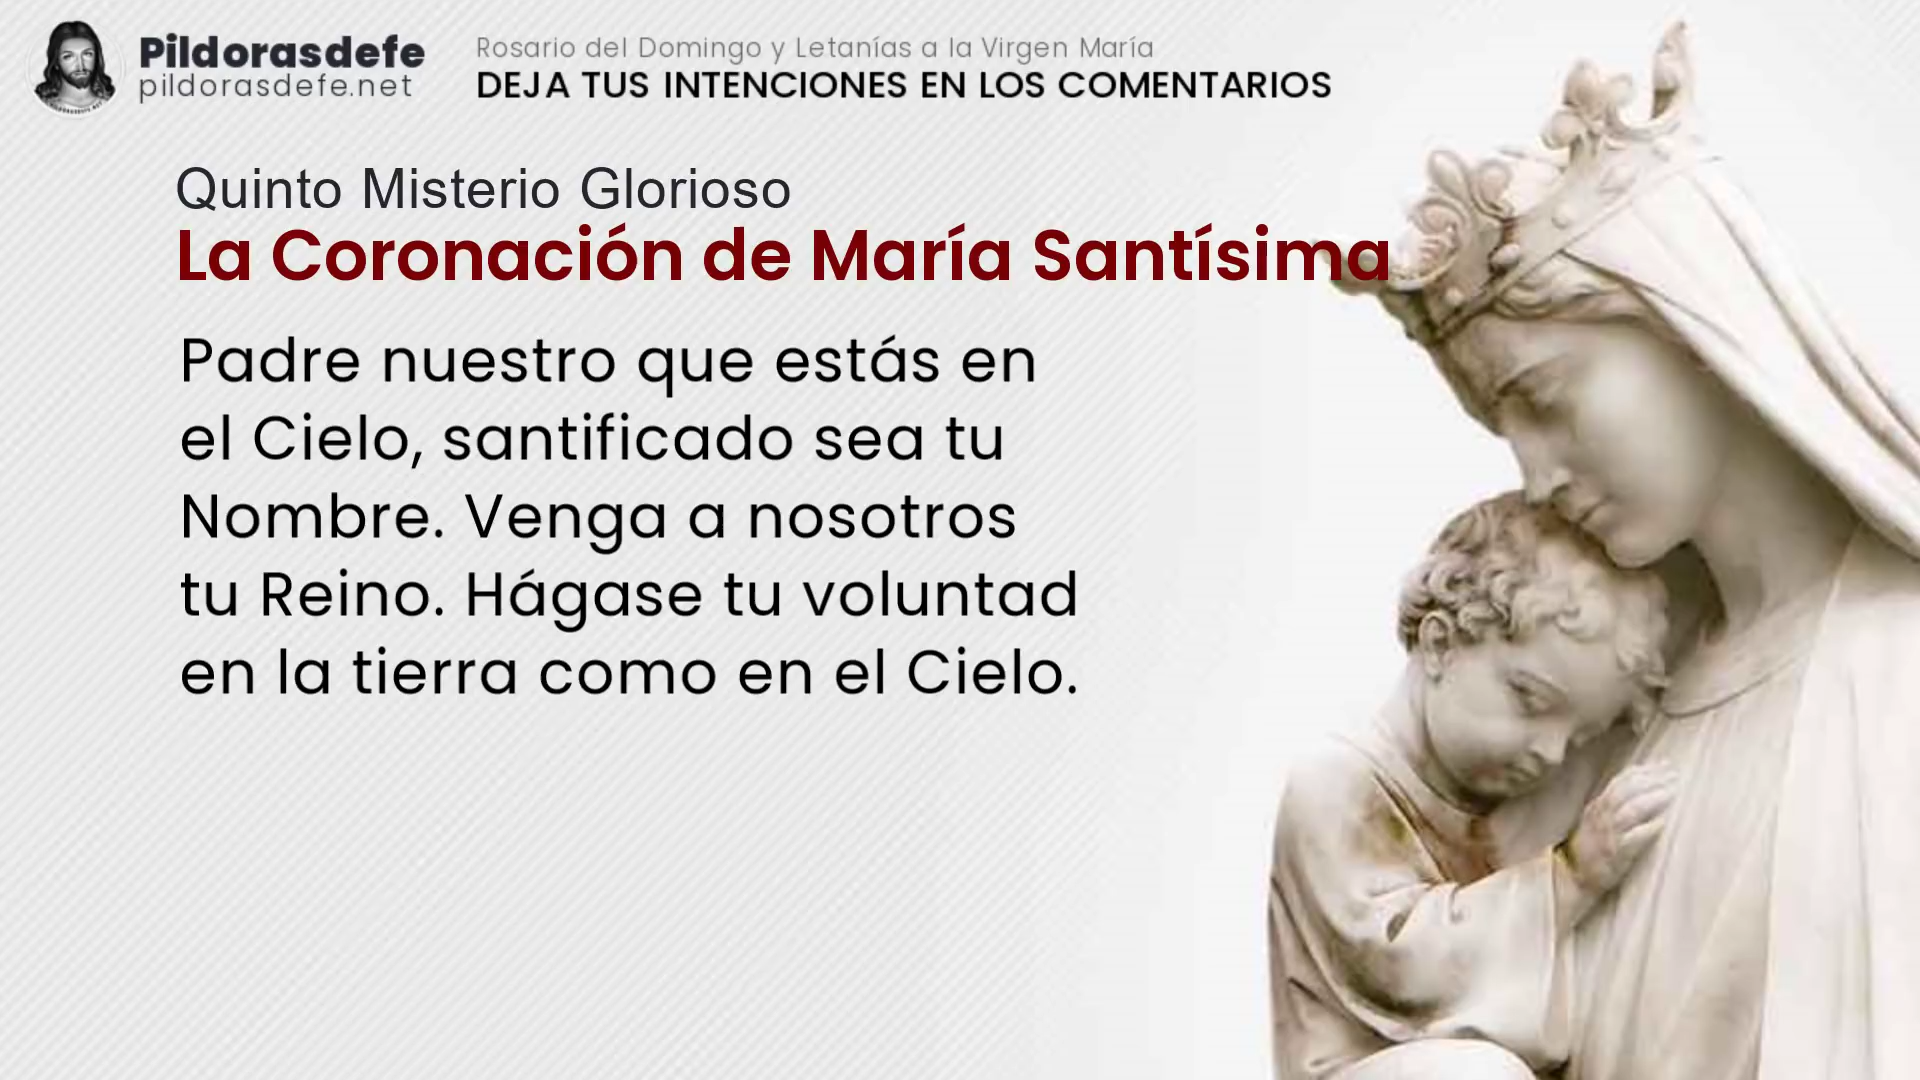 Pildorasdefe
pildorasdefe.net
Rosario del Domingo y Letanías a la Virgen María
DEJA TUS INTENCIONES EN LOS COMENTARIOS
Quinto Misterio Glorioso
La Coronación de María Santísima
Padre nuestro que estás en
el Cielo, santificado sea tu
Nombre. Venga a nosotros
tu Reino. Hágase tu voluntad
en la tierra como en el Cielo.